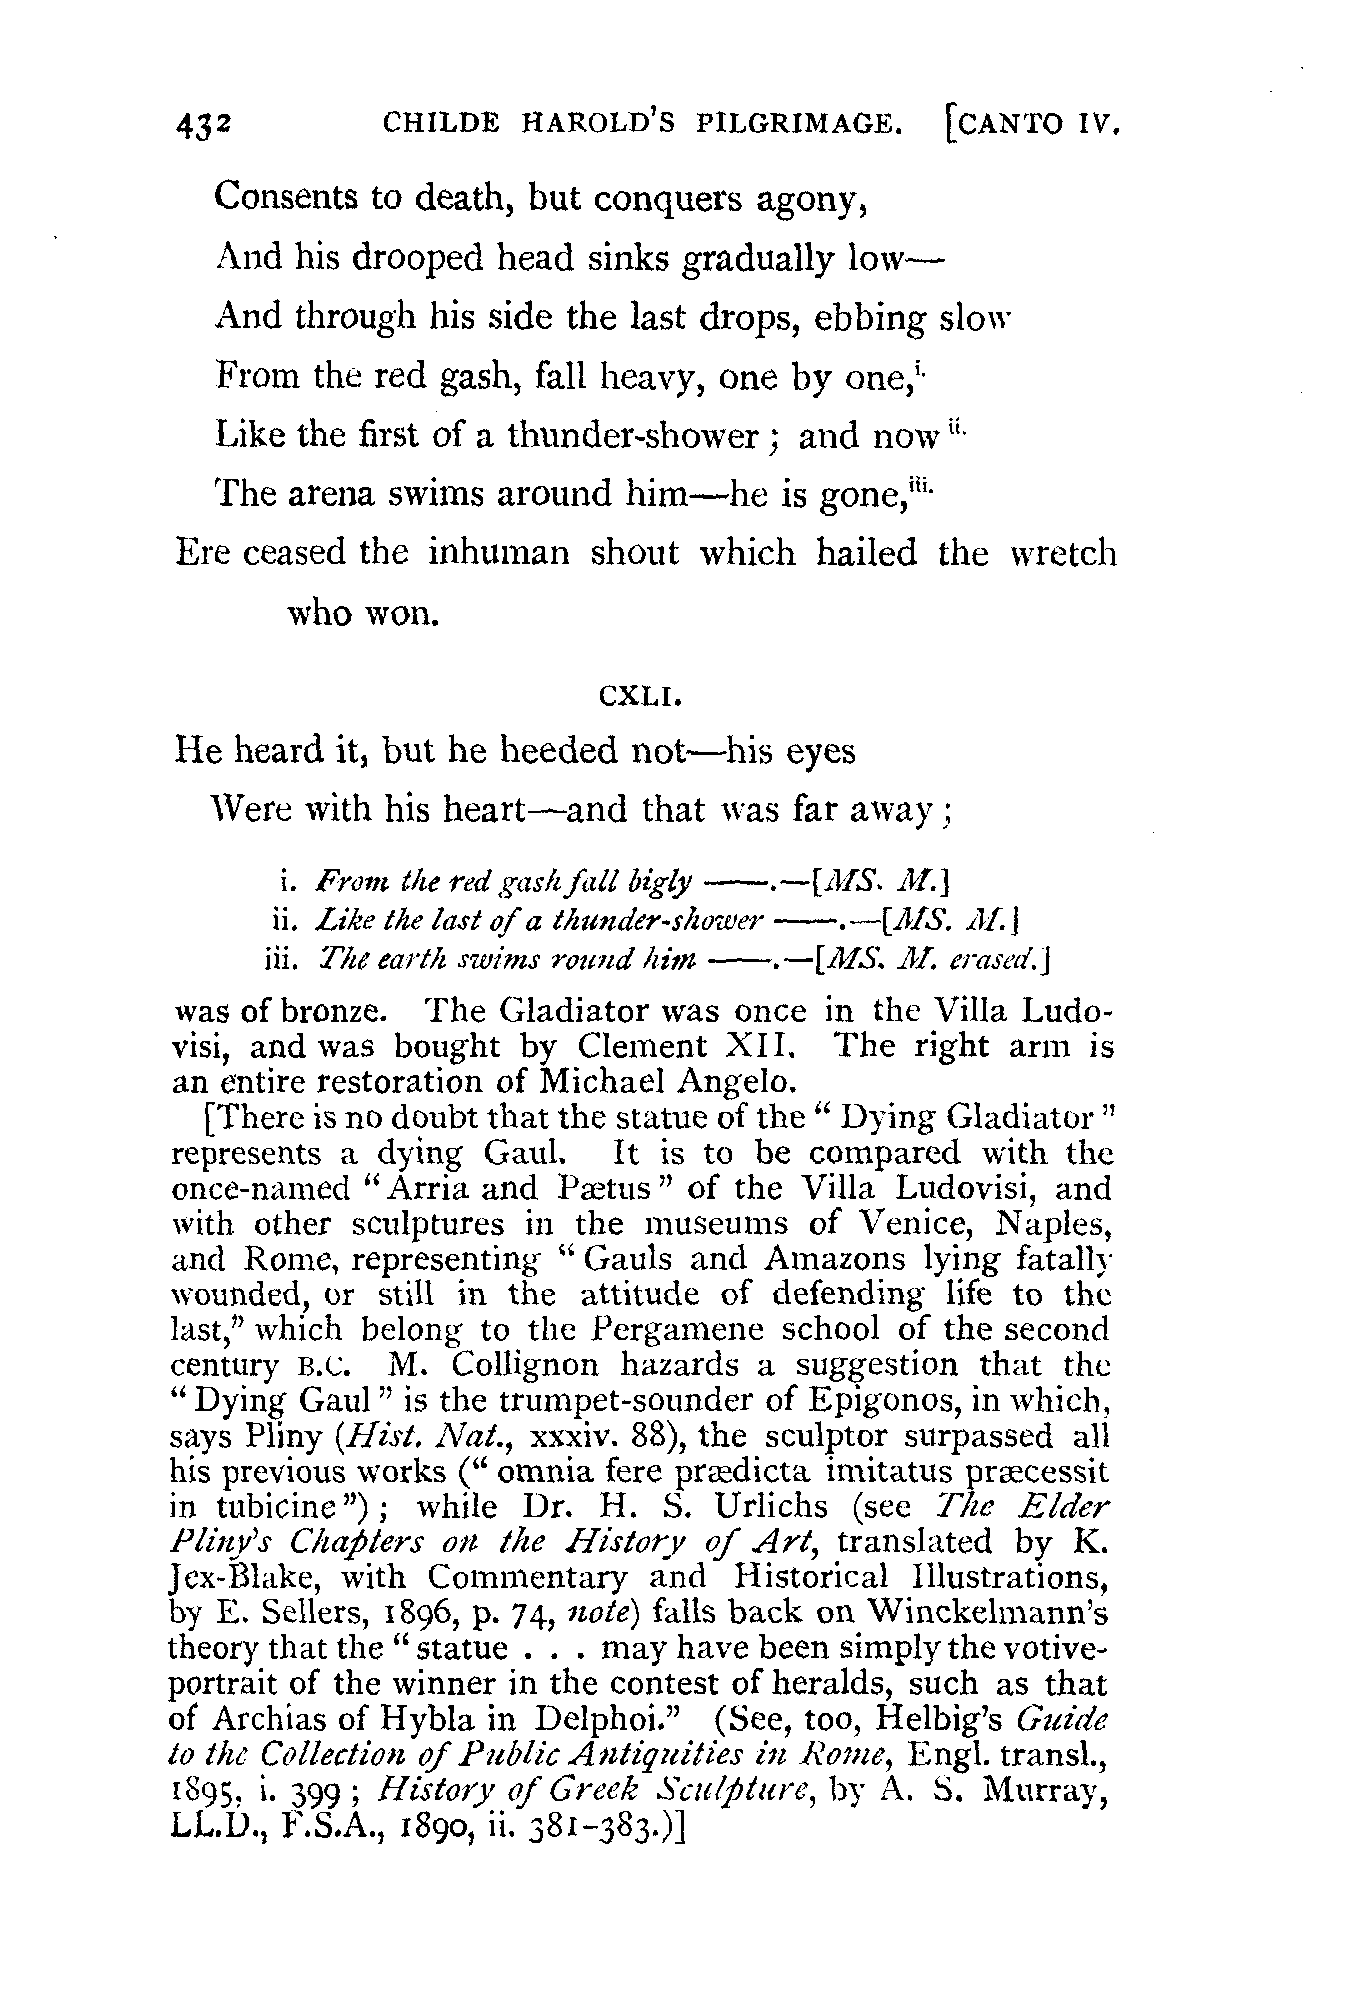 432 CHILDE HAROLD'S PILGRIMAGE. [CANTO IV.
Consents to death, but conquers agony,
And his drooped head sinks gradually low—
And through his side the last drops, ebbing slow
From the red gash, fall heavy, one by one,i.
Like the first of a thunder-shower ; and now ii.
The arena swims around him—he is gone,iii.
Ere ceased the inhuman shout which hailed the wretch
who won.
CXLI.
He heard it, but he heeded not—his eyes
Were with his heart—and that was far away ;
i. From the red gash fall bigly ——.—[MS. M.]
ii. Like the last of a thunder-shower ——.—[MS. M.]
iii. The earth swims round him ——.—[MS. M. erased.]
was of bronze. The Gladiator was once in the Villa Ludo-
visi, and was bought by Clement XII. The right arm is
an entire restoration of Michael Angelo.
[There is no doubt that the statue of the “ Dying Gladiator ”
represents a dying Gaul. It is to be compared with the
once-named “ Arria and Pætus ” of the Villa Ludovisi, and
with other sculptures in the museums of Venice, Naples,
and Rome, representing “ Gauls and Amazons lying fatally
wounded, or still in the attitude of defending life to the
last,” which belong to the Pergamene school of the second
century B.C. M. Collignon hazards a suggestion that the
“ Dying Gaul ” is the trumpet-sounder of Epigonos, in which,
says Pliny (Hist. Nat., xxxiv. 88), the sculptor surpassed all
his previous works (“ omnia fere prædicta imitatus præcessit
in tubicine ”) ; while Dr. H. S. Urlichs (see The Elder
Pliny's Chapters on the History of Art, translated by K.
Jex-Blake, with Commentary and Historical Illustrations,
by E. Sellers, 1896, p. 74, note) falls back on Winckelmann's
theory that the “ statue . . . may have been simply the votive-
portrait of the winner in the contest of heralds, such as that
of Archias of Hybla in Delphoi.” (See, too, Helbig's Guide
to the Collection of Public Antiquities in Rome, Engl. transl.,
1895, i. 399 ; History of Greek Sculpture, by A. S. Murray,
LL.D., F.S.A., 1890, ii. 381-383.)]